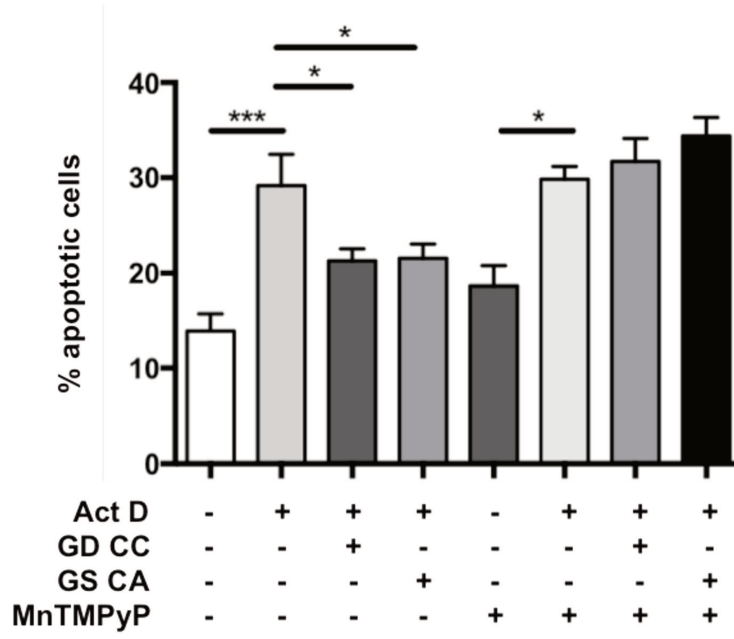 *
*
***
*
40
30
20
10
0
% apoptotic cells
Act D - + + + - + + +
GD CC - - + - - - + -
GS CA - - - + - - - +
MnTMPyP - - - - + + + +